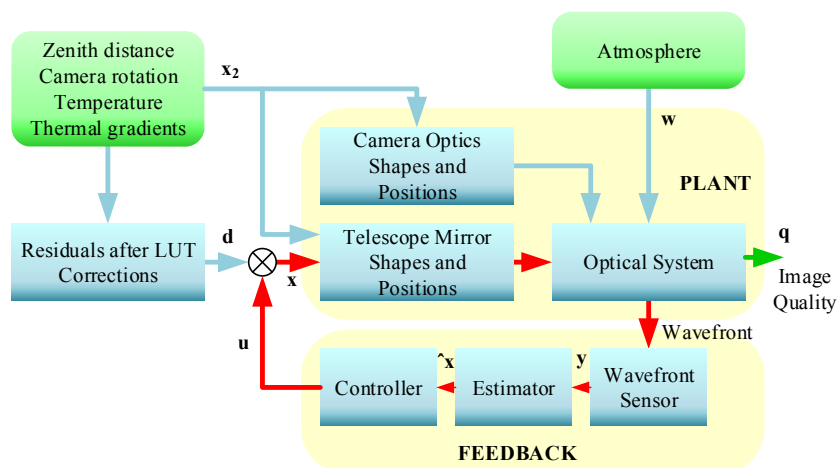 Zenith distance
Camera rotation
Temperature
Thermal gradients
x₂
Atmosphere
w
Camera Optics
Shapes and
Positions
PLANT
Residuals after LUT
Corrections
d
x
Telescope Mirror
Shapes and
Positions
Optical System
q
Image
Quality
u
Wavefront
Controller
^x
Estimator
y
Wavefront
Sensor
FEEDBACK